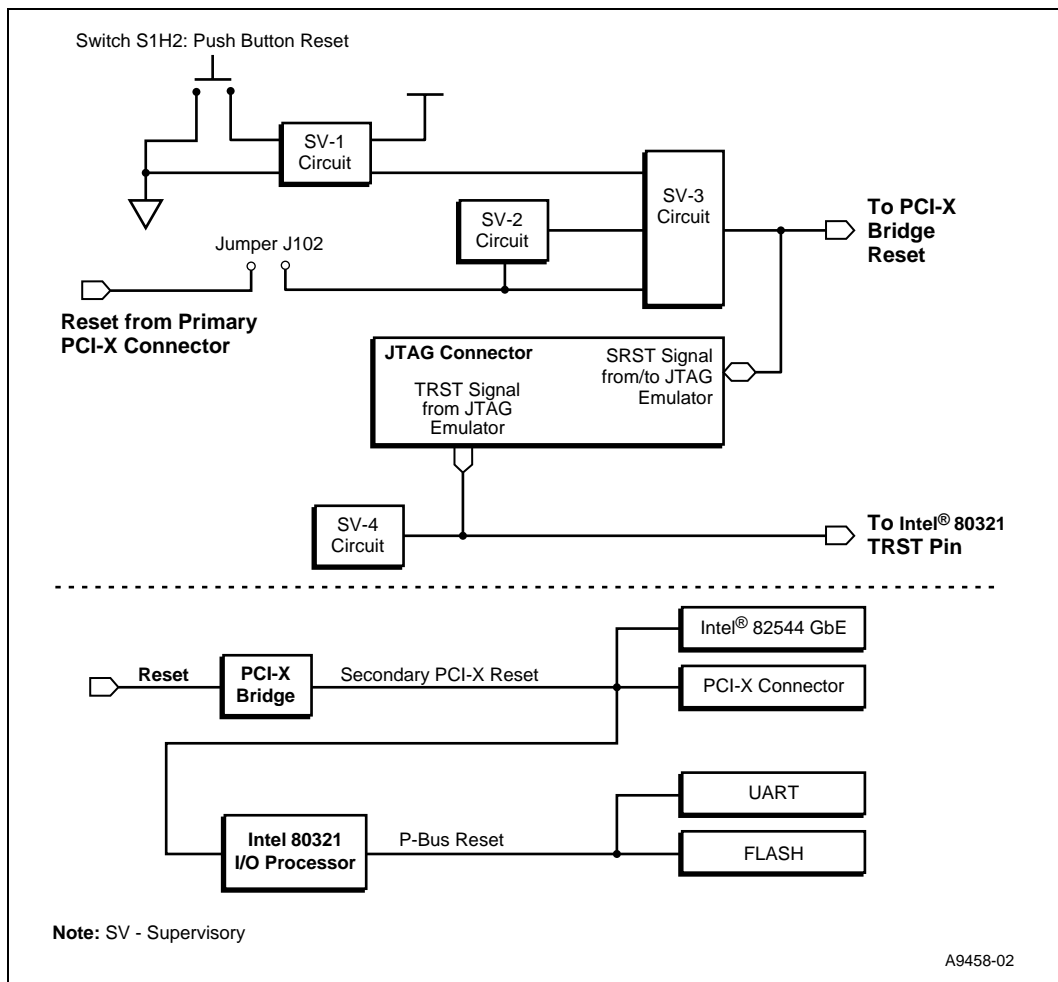 Switch S1H2: Push Button Reset
SV-1
Circuit
SV-3
Circuit
SV-2
Circuit
To PCI-X
Bridge
Reset
Jumper J102
Reset from Primary
PCI-X Connector
JTAG Connector
SRST Signal
from/to JTAG
Emulator
TRST Signal
from JTAG
Emulator
SV-4
Circuit
To Intel® 80321
TRST Pin
Intel® 82544 GbE
Reset
PCI-X
Bridge
Secondary PCI-X Reset
PCI-X Connector
UART
Intel 80321
I/O Processor
P-Bus Reset
FLASH
Note: SV - Supervisory
A9458-02